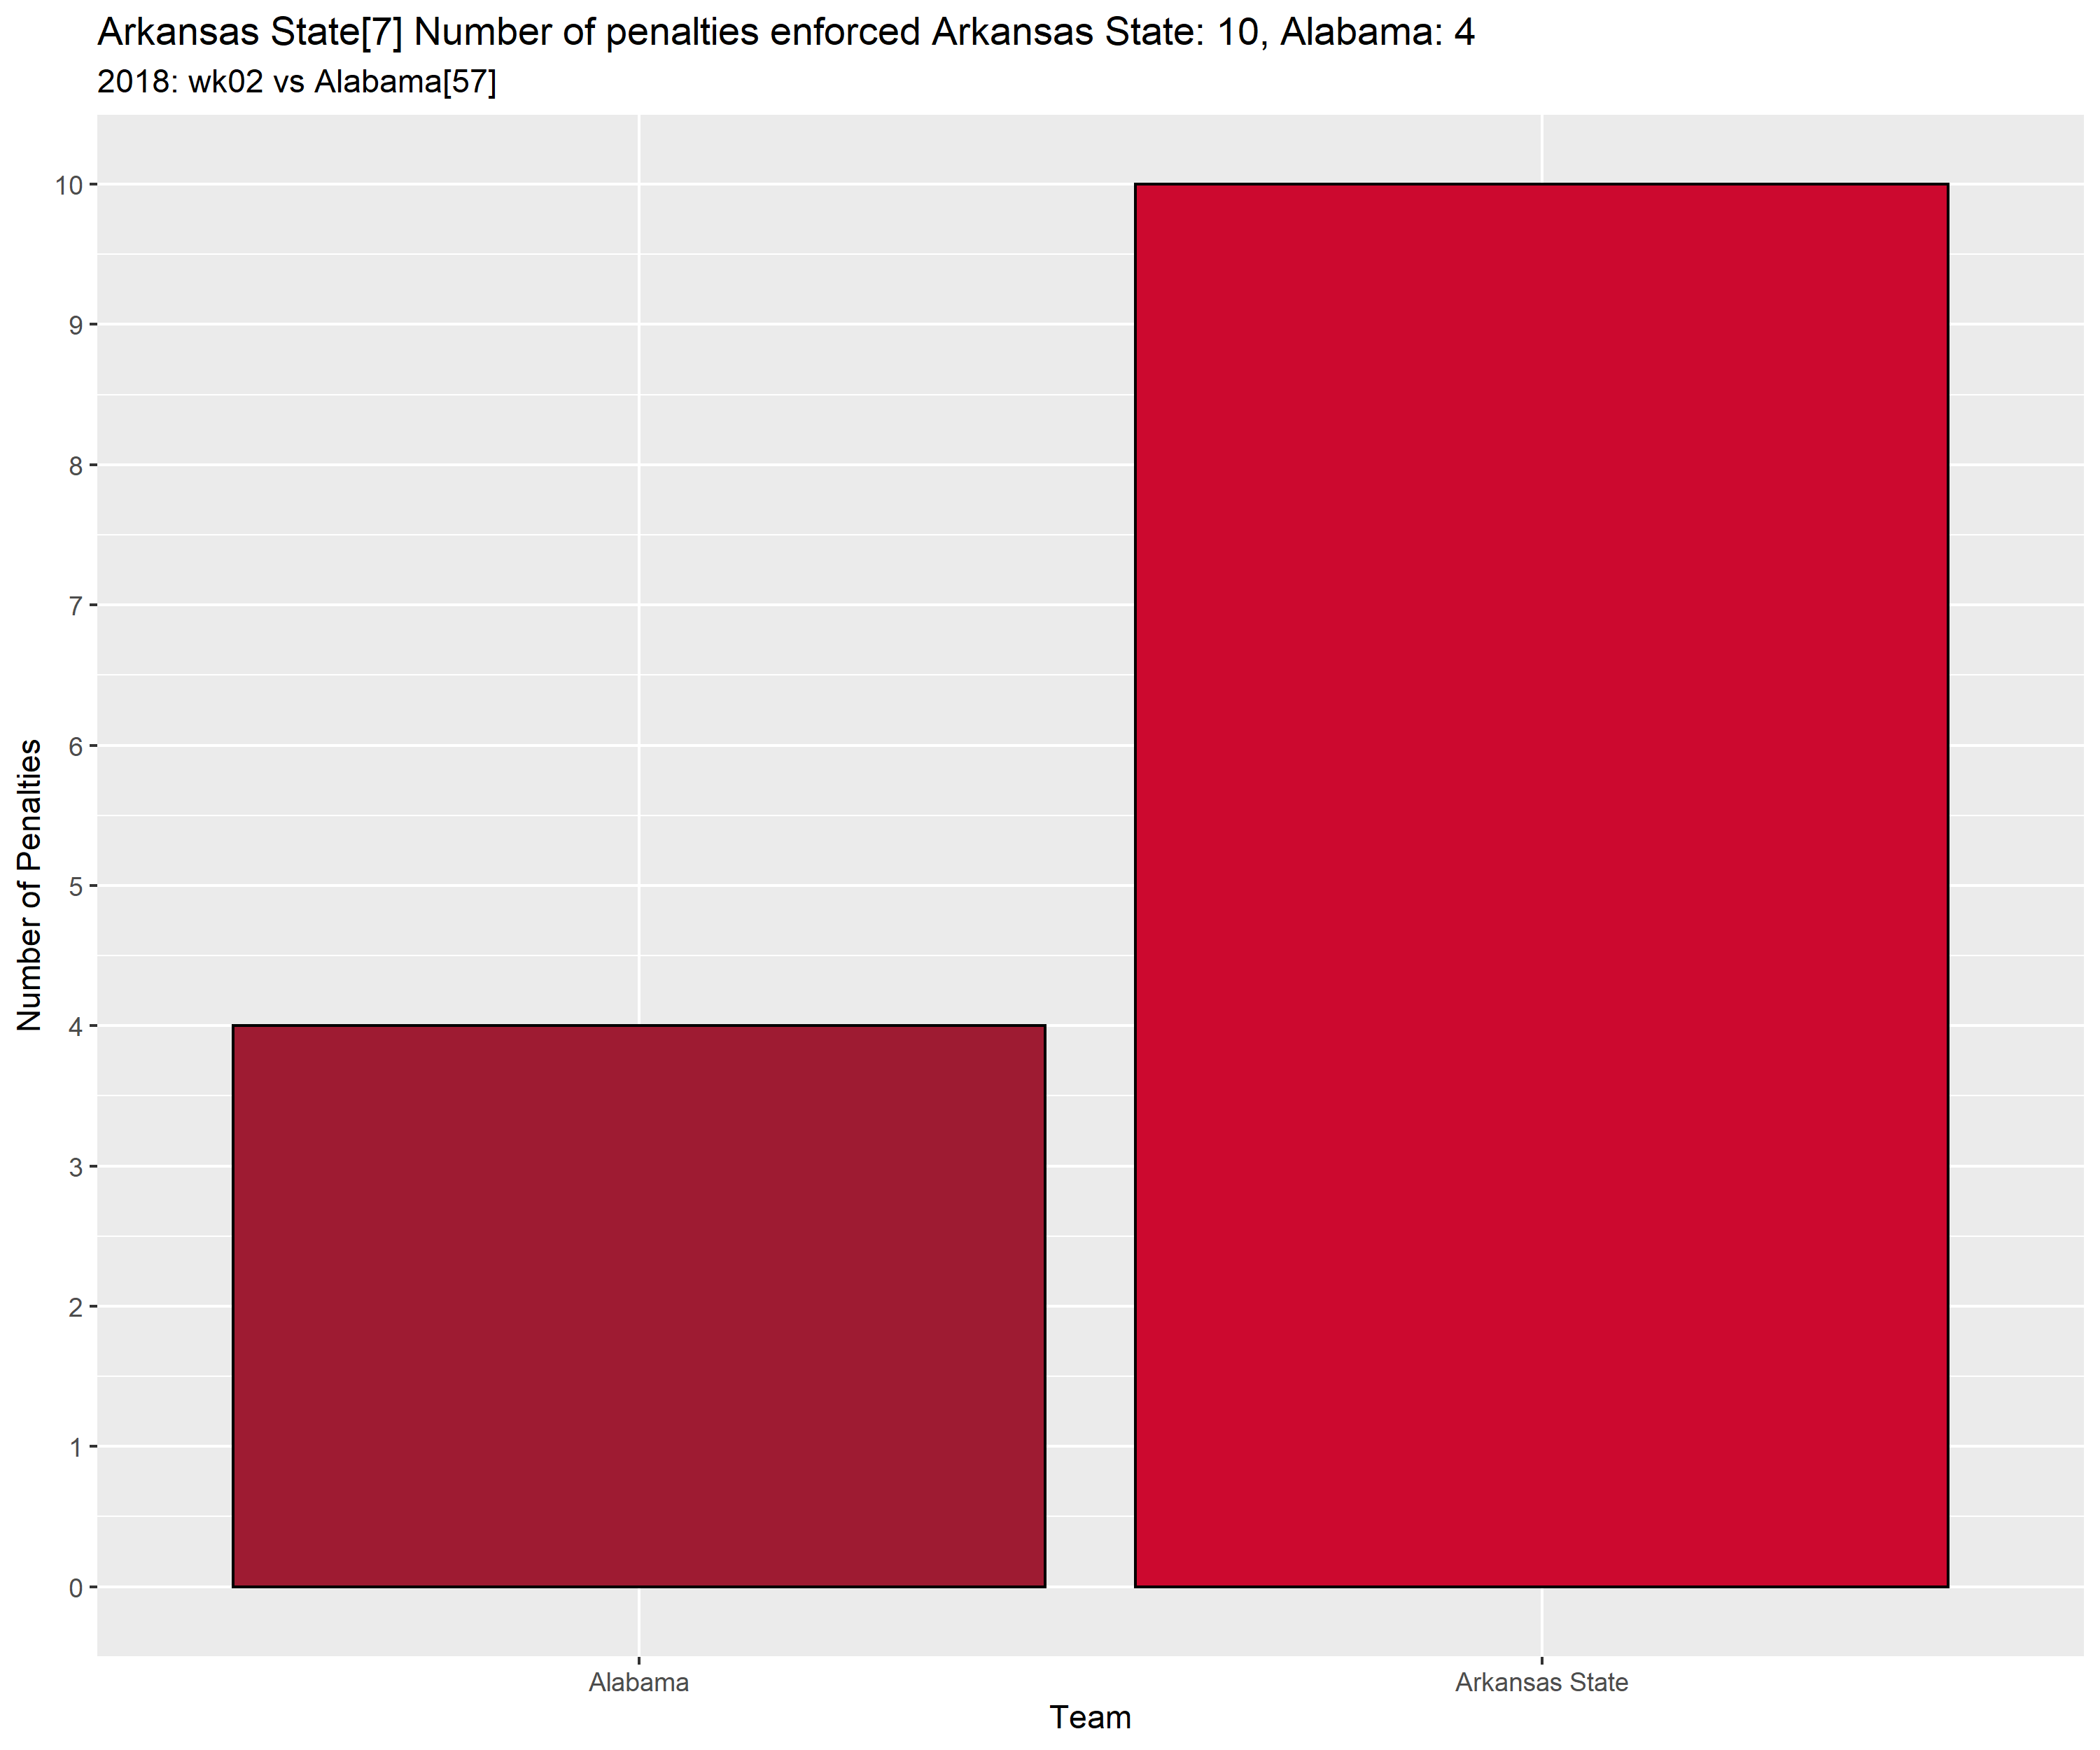 Arkansas State[7] Number of penalties enforced Arkansas State: 10, Alabama: 4
2018: wk02 vs Alabama[57]
Number of Penalties
10
9
8
7
6
5
4
3
2
1
0
Alabama
Arkansas State
Team